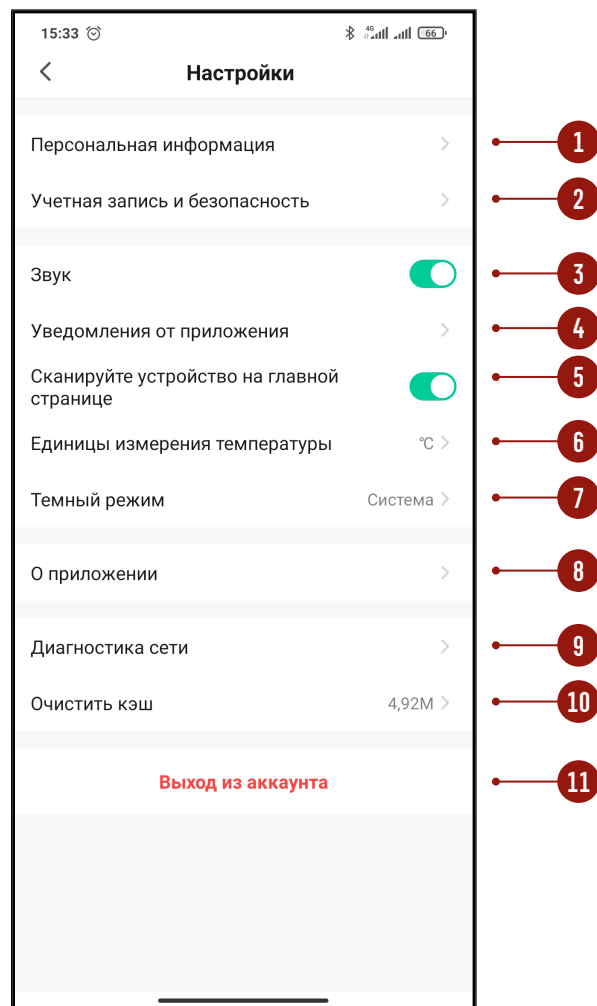 15:33 4G 66
Настройки
Персональная информация 1
Учетная запись и безопасность 2
Звук 3
Уведомления от приложения 4
Сканируйте устройство на главной
странице 5
Единицы измерения температуры °C 6
Темный режим Система 7
О приложении 8
Диагностика сети 9
Очистить кэш 4,92M 10
Выход из аккаунта 11